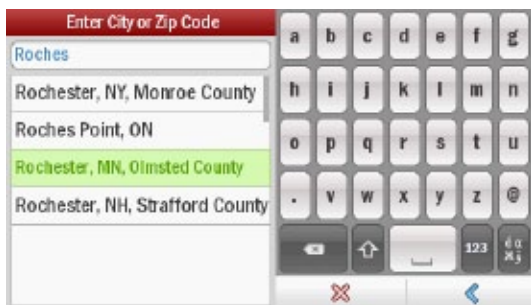 Enter City or Zip Code
Roches
Rochester, NY, Monroe County
Roches Point, ON
Rochester, MN, Olmsted County
Rochester, NH, Strafford County
a b c d e f g
h i j k l m n
o p q r s t u
. v w x y z @
123